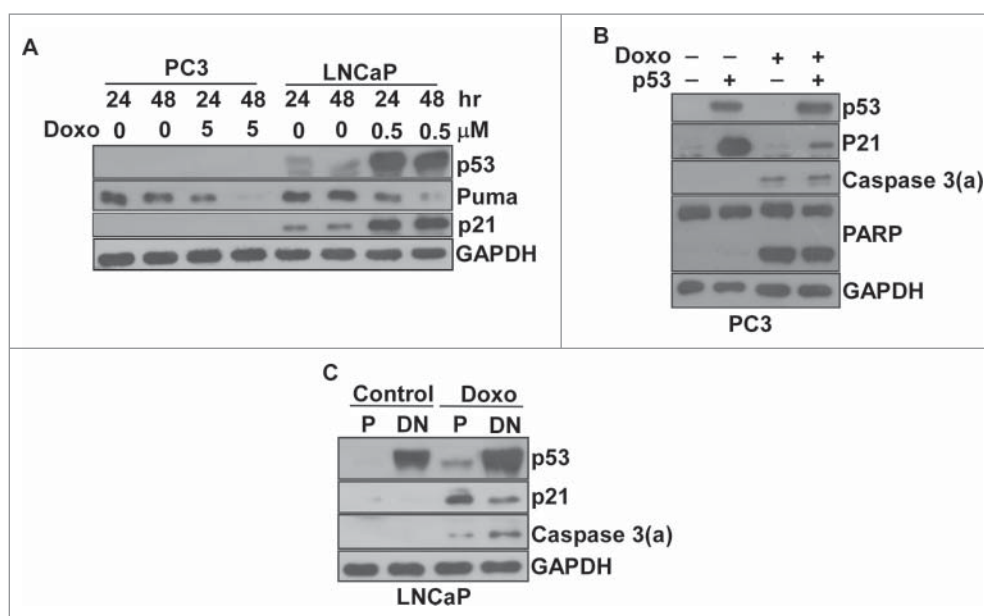 A
PC3 LNCaP
24 48 24 48 24 48 24 48 hr
Doxo 0 0 5 5 0 0 0.5 0.5 μM
p53
Puma
p21
GAPDH
B
Doxo – – + +
p53 – + – +
p53
P21
Caspase 3(a)
PARP
GAPDH
PC3
C
Control Doxo
P DN P DN
p53
p21
Caspase 3(a)
GAPDH
LNCaP